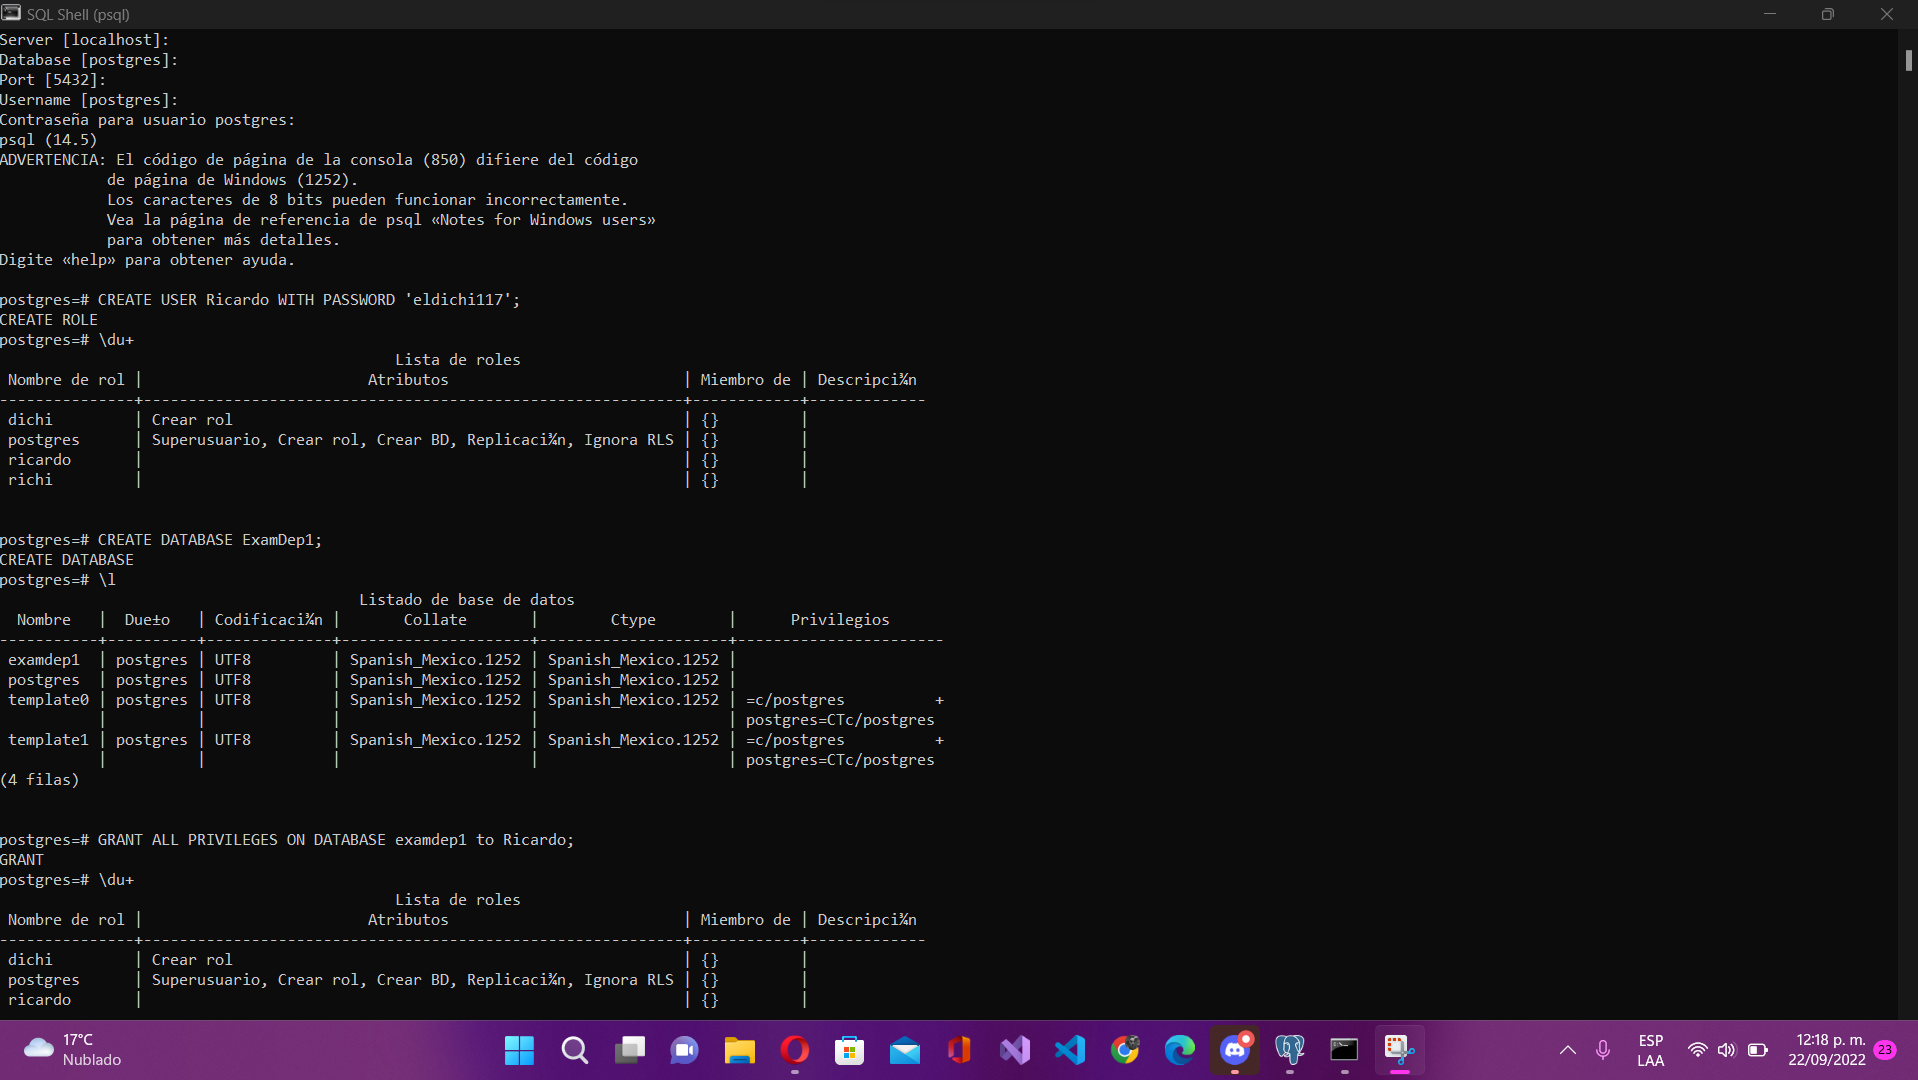 SQL Shell (psql)
Server [localhost]:
Database [postgres]:
Port [5432]:
Username [postgres]:
Contraseña para usuario postgres:
psql (14.5)
ADVERTENCIA: El código de página de la consola (850) difiere del código
            de página de Windows (1252).
            Los caracteres de 8 bits pueden funcionar incorrectamente.
            Vea la página de referencia de psql «Notes for Windows users»
            para obtener más detalles.
Digite «help» para obtener ayuda.
postgres=# CREATE USER Ricardo WITH PASSWORD 'eldichi117';
CREATE ROLE
postgres=# \du+
                                            Lista de roles
 Nombre de rol |                         Atributos                          | Miembro de | Descripci¾n
---------------+------------------------------------------------------------+------------+-------------
 dichi         | Crear rol                                                  | {}         |
 postgres      | Superusuario, Crear rol, Crear BD, Replicaci¾n, Ignora RLS | {}         |
 ricardo       |                                                            | {}         |
 richi         |                                                            | {}         |
postgres=# CREATE DATABASE ExamDep1;
CREATE DATABASE
postgres=# \l
                                        Listado de base de datos
  Nombre   |  Due±o   | Codificaci¾n |       Collate       |        Ctype        |      Privilegios
-----------+----------+--------------+---------------------+---------------------+-----------------------
 examdep1  | postgres | UTF8         | Spanish_Mexico.1252 | Spanish_Mexico.1252 |
 postgres  | postgres | UTF8         | Spanish_Mexico.1252 | Spanish_Mexico.1252 |
 template0 | postgres | UTF8         | Spanish_Mexico.1252 | Spanish_Mexico.1252 | =c/postgres          +
           |          |              |                     |                     | postgres=CTc/postgres
 template1 | postgres | UTF8         | Spanish_Mexico.1252 | Spanish_Mexico.1252 | =c/postgres          +
           |          |              |                     |                     | postgres=CTc/postgres
(4 filas)
postgres=# GRANT ALL PRIVILEGES ON DATABASE examdep1 to Ricardo;
GRANT
postgres=# \du+
                                            Lista de roles
 Nombre de rol |                         Atributos                          | Miembro de | Descripci¾n
---------------+------------------------------------------------------------+------------+-------------
 dichi         | Crear rol                                                  | {}         |
 postgres      | Superusuario, Crear rol, Crear BD, Replicaci¾n, Ignora RLS | {}         |
 ricardo       |                                                            | {}         |
17°C
Nublado
ESP
LAA
12:18 p. m.
22/09/2022
23